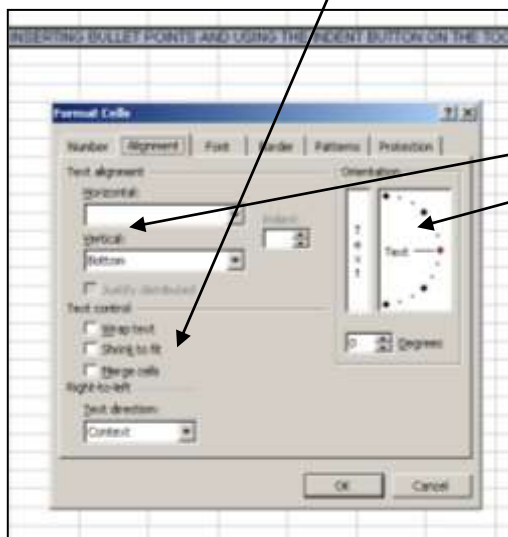 INSERTING BULLET POINTS AND USING THE INDENT BUTTON ON THE TOO
Format Cells
Number Alignment Font Border Patterns Protection
Text alignment Orientation
Horizontal:
Indent:
Vertical:
Bottom
Justify distributed
Text
Text
Text control
Wrap text
Shrink to fit
Merge cells
0 Degrees
Right-to-left
Text direction:
Context
OK Cancel